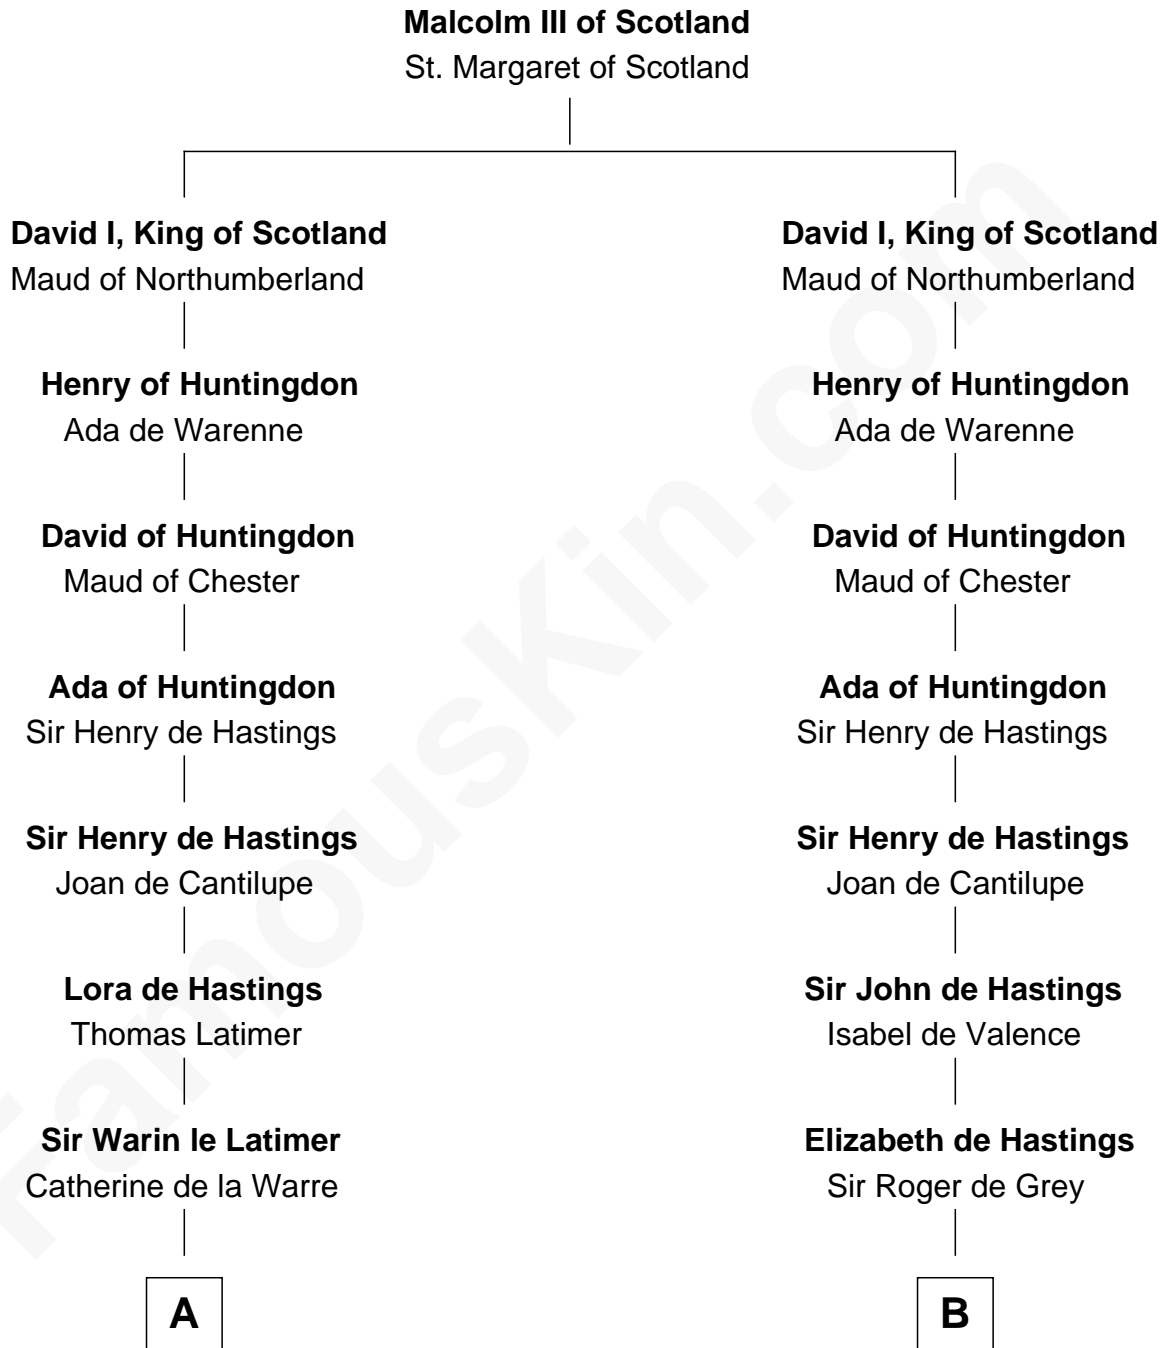 Malcolm III of Scotland
St. Margaret of Scotland
David I, King of Scotland
Maud of Northumberland
Henry of Huntingdon
Ada de Warenne
David of Huntingdon
Maud of Chester
Ada of Huntingdon
Sir Henry de Hastings
Sir Henry de Hastings
Joan de Cantilupe
Lora de Hastings
Thomas Latimer
Sir Warin le Latimer
Catherine de la Warre
A
David I, King of Scotland
Maud of Northumberland
Henry of Huntingdon
Ada de Warenne
David of Huntingdon
Maud of Chester
Ada of Huntingdon
Sir Henry de Hastings
Sir Henry de Hastings
Joan de Cantilupe
Sir John de Hastings
Isabel de Valence
Elizabeth de Hastings
Sir Roger de Grey
B
FamousKin.com